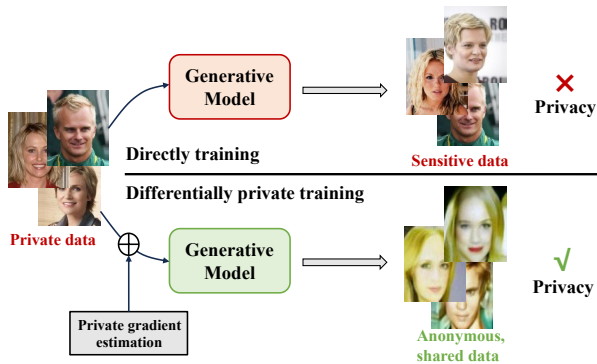 Generative
Model
Privacy
Directly training
Sensitive data
Differentially private training
Private data
Generative
Model
Privacy
Private gradient
estimation
Anonymous,
shared data